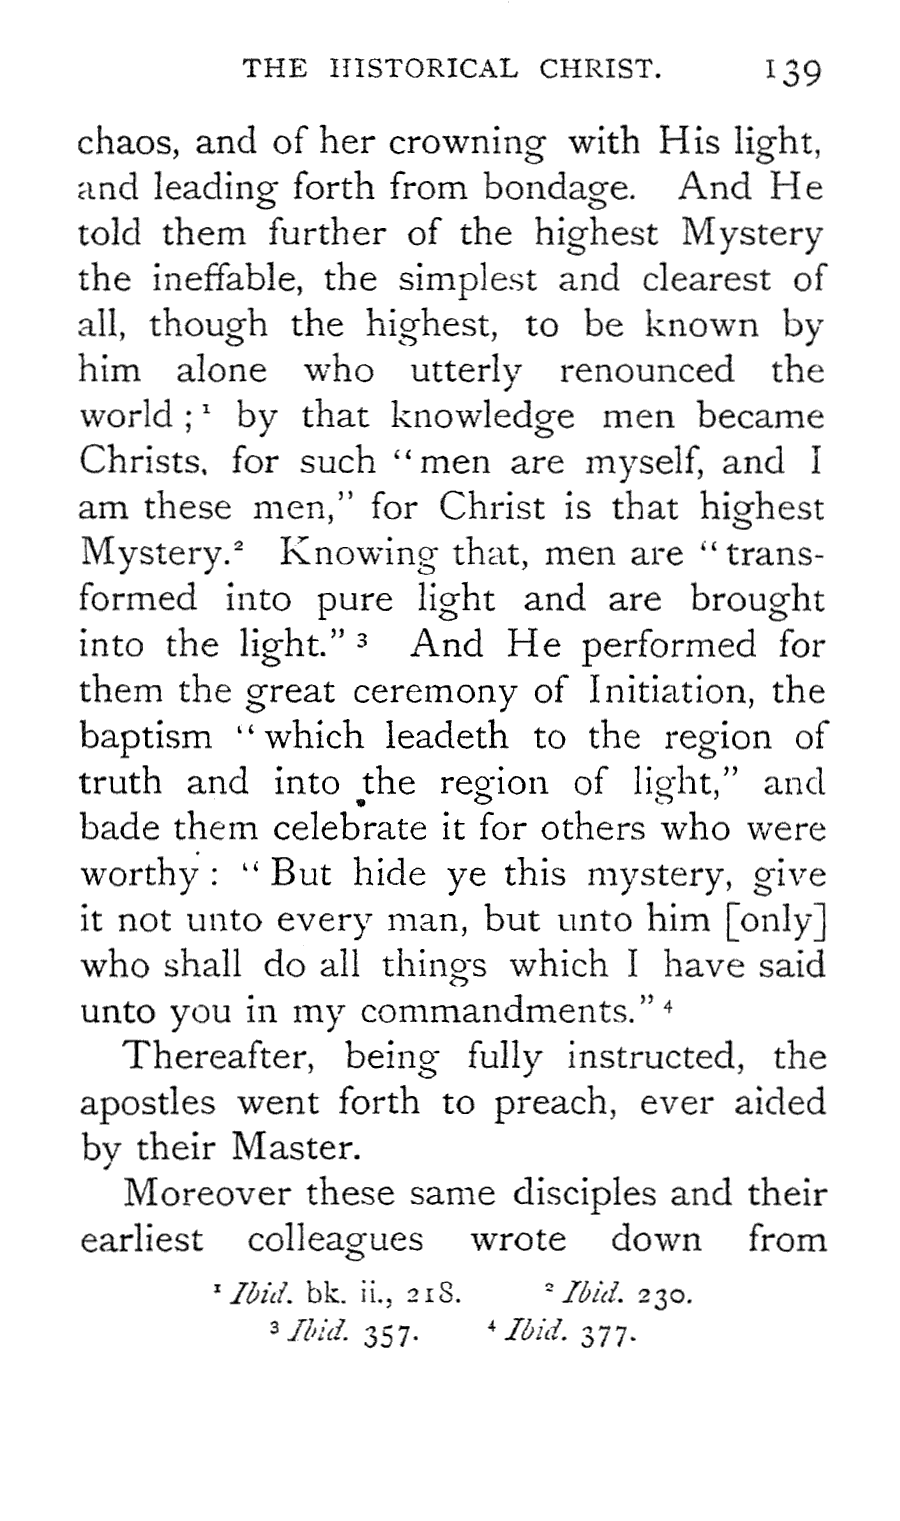 THE HISTORICAL CHRIST. 139
chaos, and of her crowning with His light,
and leading forth from bondage. And He
told them further of the highest Mystery
the ineffable, the simplest and clearest of
all, though the highest, to be known by
him alone who utterly renounced the
world ;¹ by that knowledge men became
Christs, for such “men are myself, and I
am these men,” for Christ is that highest
Mystery.² Knowing that, men are “trans-
formed into pure light and are brought
into the light.” ³ And He performed for
them the great ceremony of Initiation, the
baptism “which leadeth to the region of
truth and into the region of light,” and
bade them celebrate it for others who were
worthy : “But hide ye this mystery, give
it not unto every man, but unto him [only]
who shall do all things which I have said
unto you in my commandments.” ⁴
Thereafter, being fully instructed, the
apostles went forth to preach, ever aided
by their Master.
Moreover these same disciples and their
earliest colleagues wrote down from
¹ Ibid. bk. ii., 218. ² Ibid. 230.
³ Ibid. 357. ⁴ Ibid. 377.